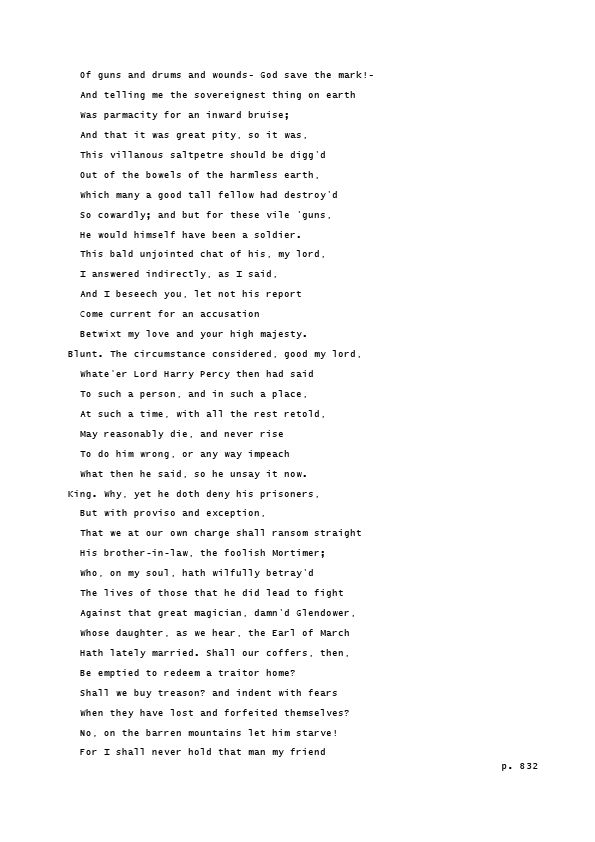 Of guns and drums and wounds- God save the mark!-
And telling me the sovereignest thing on earth
Was parmacity for an inward bruise;
And that it was great pity, so it was,
This villanous saltpetre should be digg'd
Out of the bowels of the harmless earth,
Which many a good tall fellow had destroy'd
So cowardly; and but for these vile 'guns,
He would himself have been a soldier.
This bald unjointed chat of his, my lord,
I answered indirectly, as I said,
And I beseech you, let not his report
Come current for an accusation
Betwixt my love and your high majesty.
Blunt. The circumstance considered, good my lord,
Whate'er Lord Harry Percy then had said
To such a person, and in such a place,
At such a time, with all the rest retold,
May reasonably die, and never rise
To do him wrong, or any way impeach
What then he said, so he unsay it now.
King. Why, yet he doth deny his prisoners,
But with proviso and exception,
That we at our own charge shall ransom straight
His brother-in-law, the foolish Mortimer;
Who, on my soul, hath wilfully betray'd
The lives of those that he did lead to fight
Against that great magician, damn'd Glendower,
Whose daughter, as we hear, the Earl of March
Hath lately married. Shall our coffers, then,
Be emptied to redeem a traitor home?
Shall we buy treason? and indent with fears
When they have lost and forfeited themselves?
No, on the barren mountains let him starve!
For I shall never hold that man my friend
p. 832